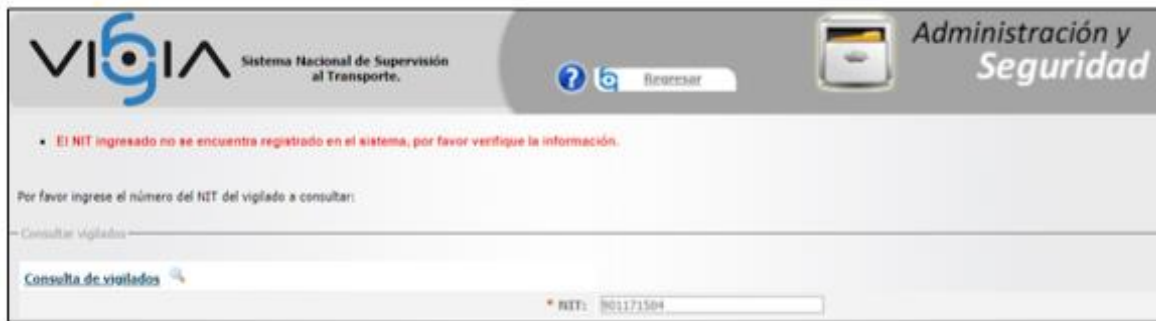 VIGIA
Sistema Nacional de Supervisión
al Transporte.
Regresar
Administración y
Seguridad
El NIT ingresado no se encuentra registrado en el sistema, por favor verifique la información.
Por favor ingrese el número del NIT del vigilado a consultar:
Consultar vigilados
Consulta de vigilados
* NIT: 901171504